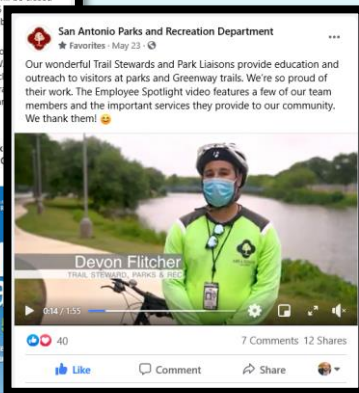 San Antonio Parks and Recreation Department
Favorites · May 23 ·
Our wonderful Trail Stewards and Park Liaisons provide education and
outreach to visitors at parks and Greenway trails. We're so proud of
their work. The Employee Spotlight video features a few of our team
members and the important services they provide to our community.
We thank them!
Devon Flitcher
TRAIL STEWARD, PARKS & REC
0:14 / 1:55
40
7 Comments 12 Shares
Like Comment Share